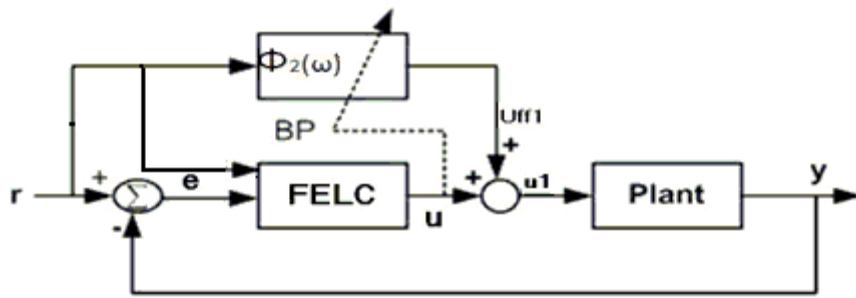 Φ₂(ω)
Uff1
BP
+
r
+
Σ
e
FELC
+
u
u1
Plant
y
-